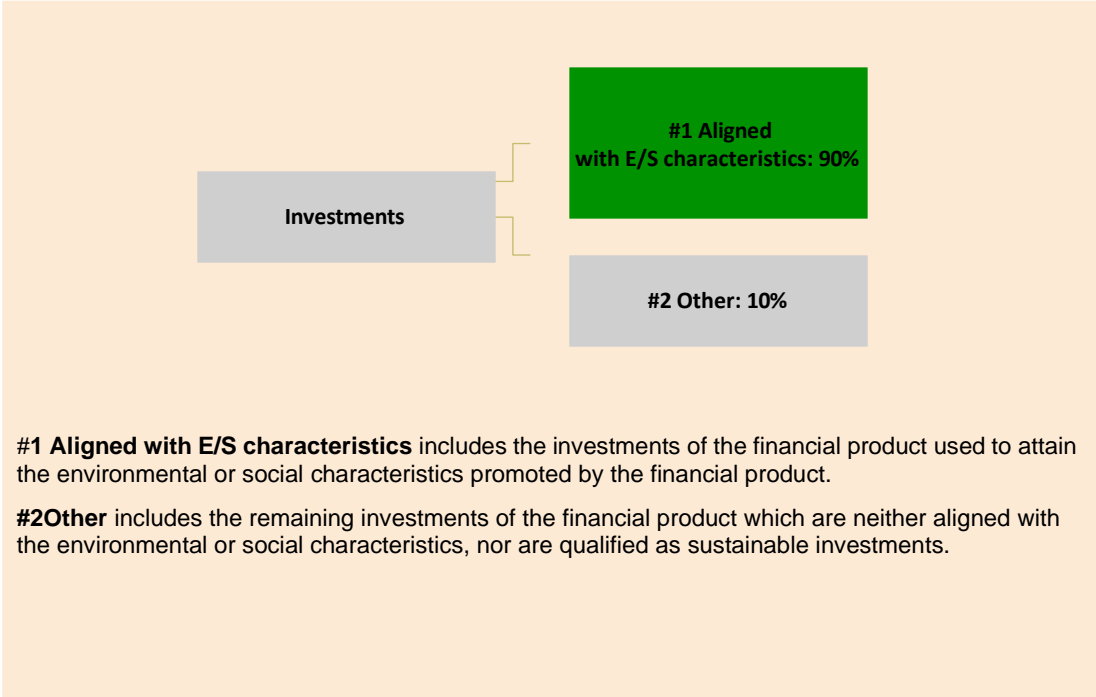 #1 Aligned
with E/S characteristics: 90%
Investments
#2 Other: 10%
#1 Aligned with E/S characteristics includes the investments of the financial product used to attain
the environmental or social characteristics promoted by the financial product.
#2Other includes the remaining investments of the financial product which are neither aligned with
the environmental or social characteristics, nor are qualified as sustainable investments.